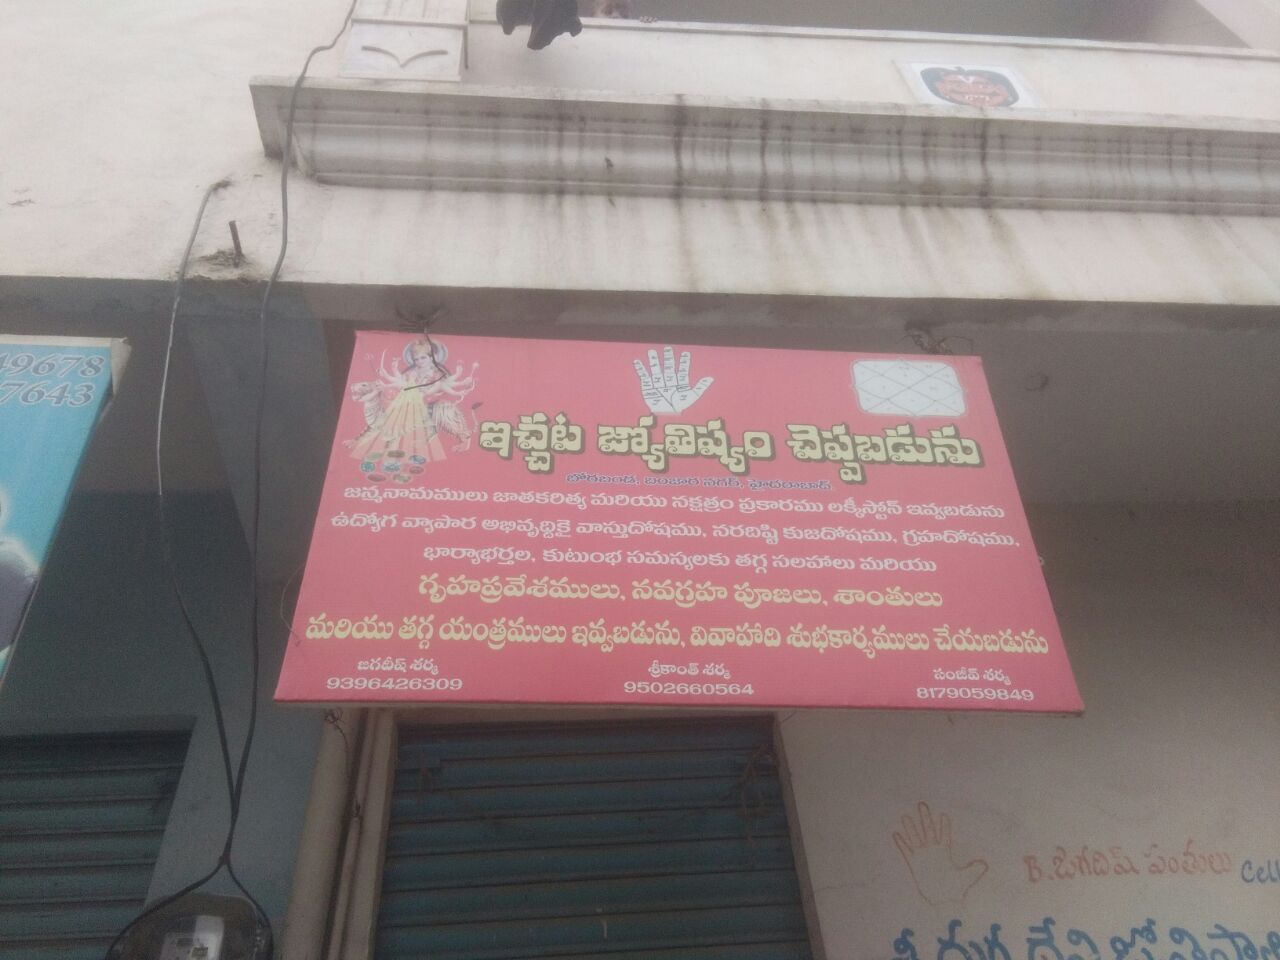 49678
7643
ఇచ్చట జ్యోతిష్యం చెప్పబడును
బోరబండ, బంజార నగర్, హైదరాబాద్.
జన్మనామములు జాతకరిత్య మరియు నక్షత్రం ప్రకారము లక్కీస్టోన్ ఇవ్వబడును
ఉద్యోగ వ్యాపార అభివృద్ధికై వాస్తుదోషము, నరదిష్టి కుజదోషము, గ్రహదోషము,
భార్యాభర్తల, కుటుంభ సమస్యలకు తగ్గ సలహాలు మరియు
గృహప్రవేశములు, నవగ్రహ పూజలు, శాంతులు
మరియు తగ్గ యంత్రములు ఇవ్వబడును, వివాహాది శుభకార్యములు చేయబడును
జగదీష్ శర్మ
9396426309
శ్రీకాంత్ శర్మ
9502660564
సంజీవ్ శర్మ
8179059849
B. జగదిష్ పంతులు Cell
శ్రీ దుర్గ దేవి